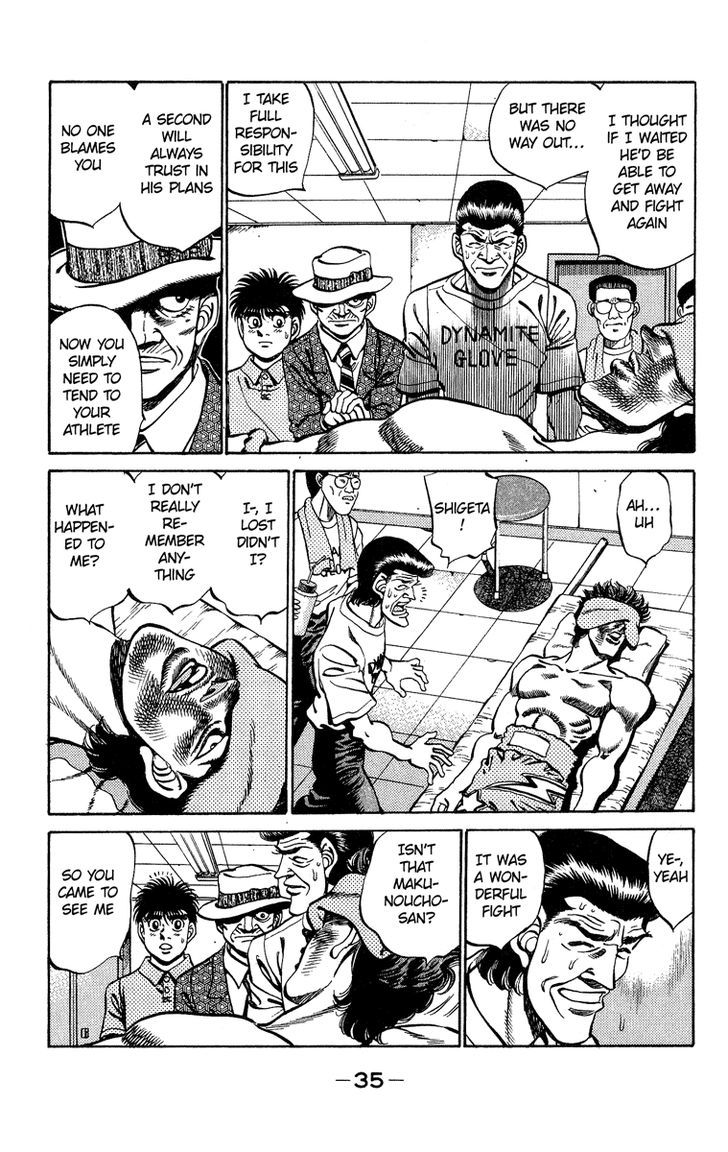 I THOUGHT
IF I WAITED
HE'D BE
ABLE TO
GET AWAY
AND FIGHT
AGAIN
BUT THERE
WAS NO
WAY OUT...
I TAKE
FULL
RESPON-
SIBILITY
FOR THIS
DYNAMITE
GLOVE
A SECOND
WILL
ALWAYS
TRUST IN
HIS PLANS
NO ONE
BLAMES
YOU
NOW YOU
SIMPLY
NEED TO
TEND TO
YOUR
ATHLETE
AH...
UH
SHIGETA
!
I-, I
LOST
DIDN'T
I?
I DON'T
REALLY
RE-
MEMBER
ANY-
THING
WHAT
HAPPEN-
ED TO
ME?
YE-,
YEAH
IT WAS
A WON-
DERFUL
FIGHT
ISN'T
THAT
MAKU-
NOUCHO-
SAN?
SO YOU
CAME TO
SEE ME
—35—